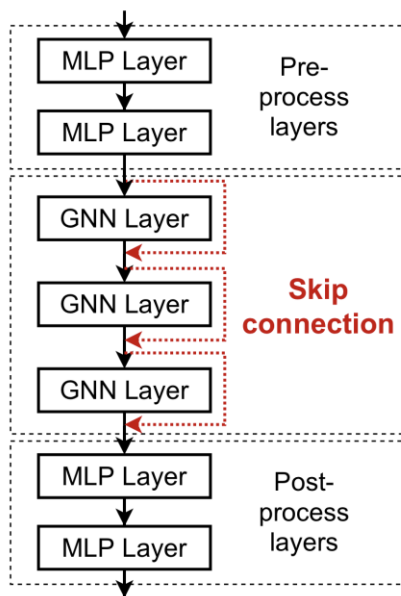 MLP Layer
MLP Layer
Pre-
process
layers
GNN Layer
GNN Layer
GNN Layer
Skip
connection
MLP Layer
MLP Layer
Post-
process
layers